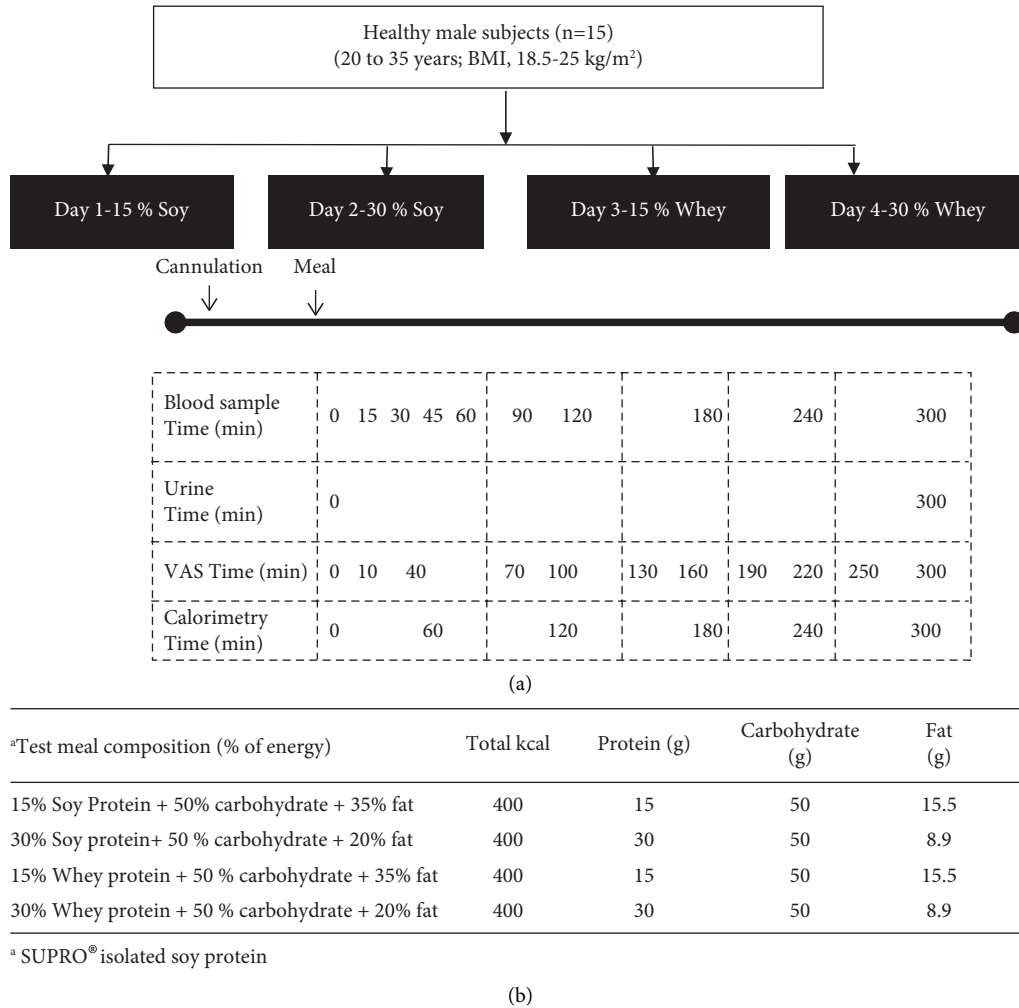 Healthy male subjects (n=15)
(20 to 35 years; BMI, 18.5-25 kg/m²)
Day 1-15 % Soy
Day 2-30 % Soy
Day 3-15 % Whey
Day 4-30 % Whey
Cannulation
Meal
Blood sample
Time (min)
0 15 30 45 60 90 120 180 240 300
Urine
Time (min)
0 300
VAS Time (min) 0 10 40 70 100 130 160 190 220 250 300
Calorimetry
Time (min)
0 60 120 180 240 300
(a)
ᵃTest meal composition (% of energy) Total kcal Protein (g) Carbohydrate (g) Fat (g)
15% Soy Protein + 50% carbohydrate + 35% fat 400 15 50 15.5
30% Soy protein+ 50 % carbohydrate + 20% fat 400 30 50 8.9
15% Whey protein + 50 % carbohydrate + 35% fat 400 15 50 15.5
30% Whey protein + 50 % carbohydrate + 20% fat 400 30 50 8.9
ᵃ SUPRO® isolated soy protein
(b)